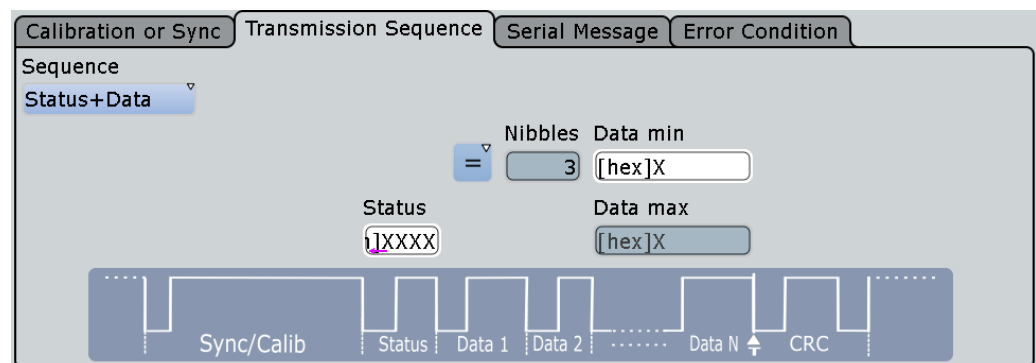 Calibration or Sync Transmission Sequence Serial Message Error Condition
Sequence
Status+Data
Nibbles Data min
= 3 [hex]X
Status Data max
]XXXX [hex]X
Sync/Calib Status Data 1 Data 2 ....... Data N CRC